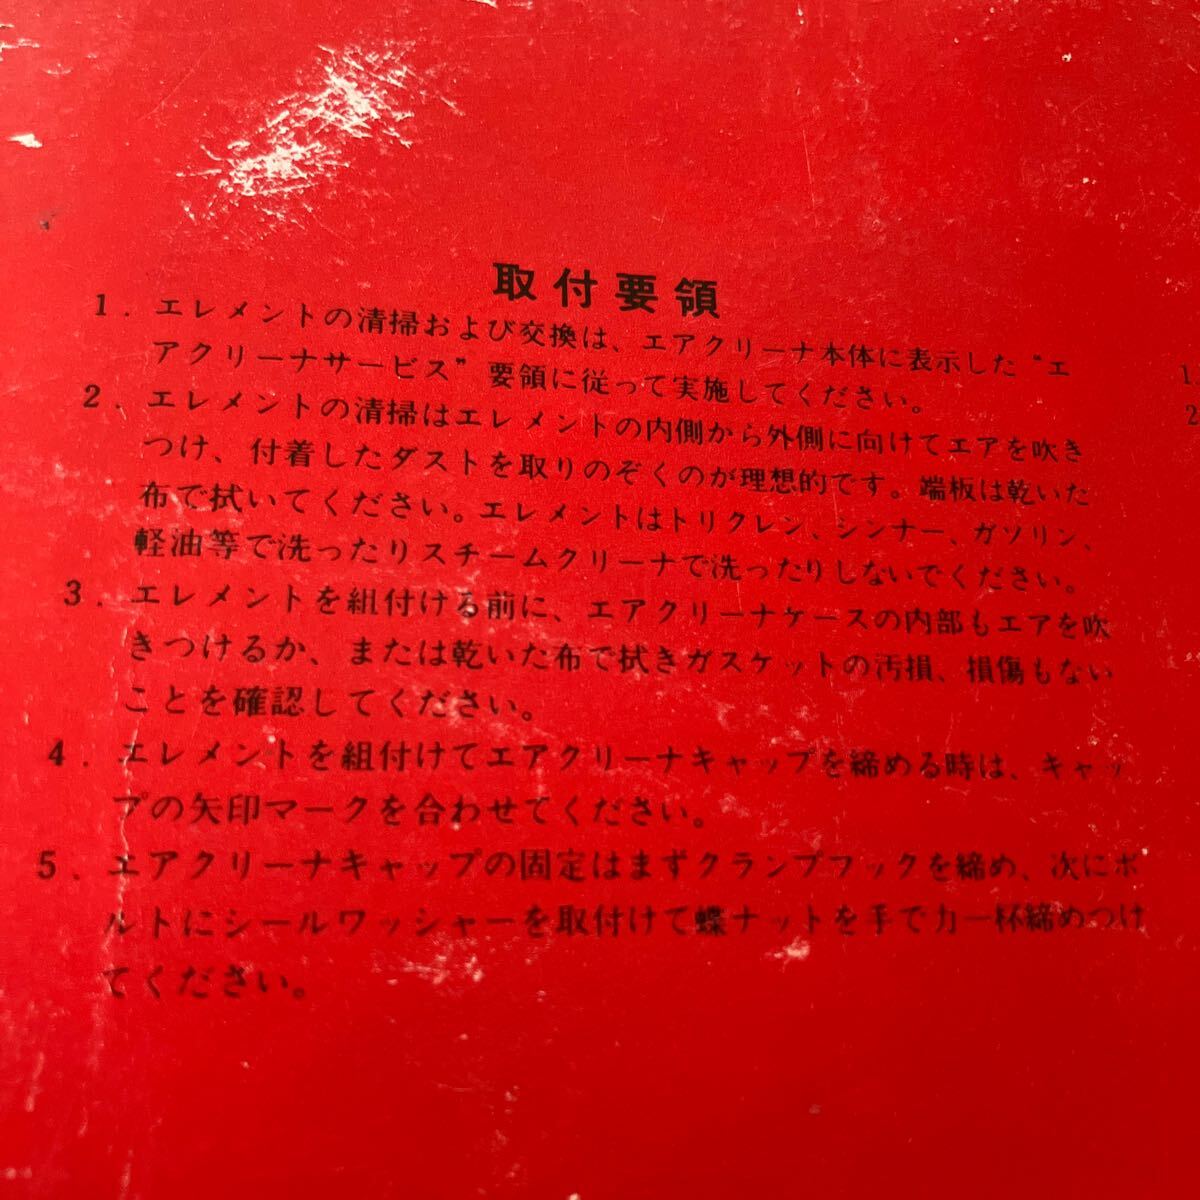 取付要領
1．エレメントの清掃および交換は、エアクリーナ本体に表示した“エ
アクリーナサービス”要領に従って実施してください。
2．エレメントの清掃はエレメントの内側から外側に向けてエアを吹き
つけ、付着したダストを取りのぞくのが理想的です。端板は乾いた
布で拭いてください。エレメントはトリクレン、シンナー、ガソリン、
軽油等で洗ったりスチームクリーナで洗ったりしないでください。
3．エレメントを組付ける前に、エアクリーナケースの内部もエアを吹
きつけるか、または乾いた布で拭きガスケットの汚損、損傷もない
ことを確認してください。
4．エレメントを組付けてエアクリーナキャップを締める時は、キャッ
プの矢印マークを合わせてください。
5．エアクリーナキャップの固定はまずクランプフックを締め、次にボ
ルトにシールワッシャーを取付けて蝶ナットを手で力一杯締めつけ
てください。
1
2